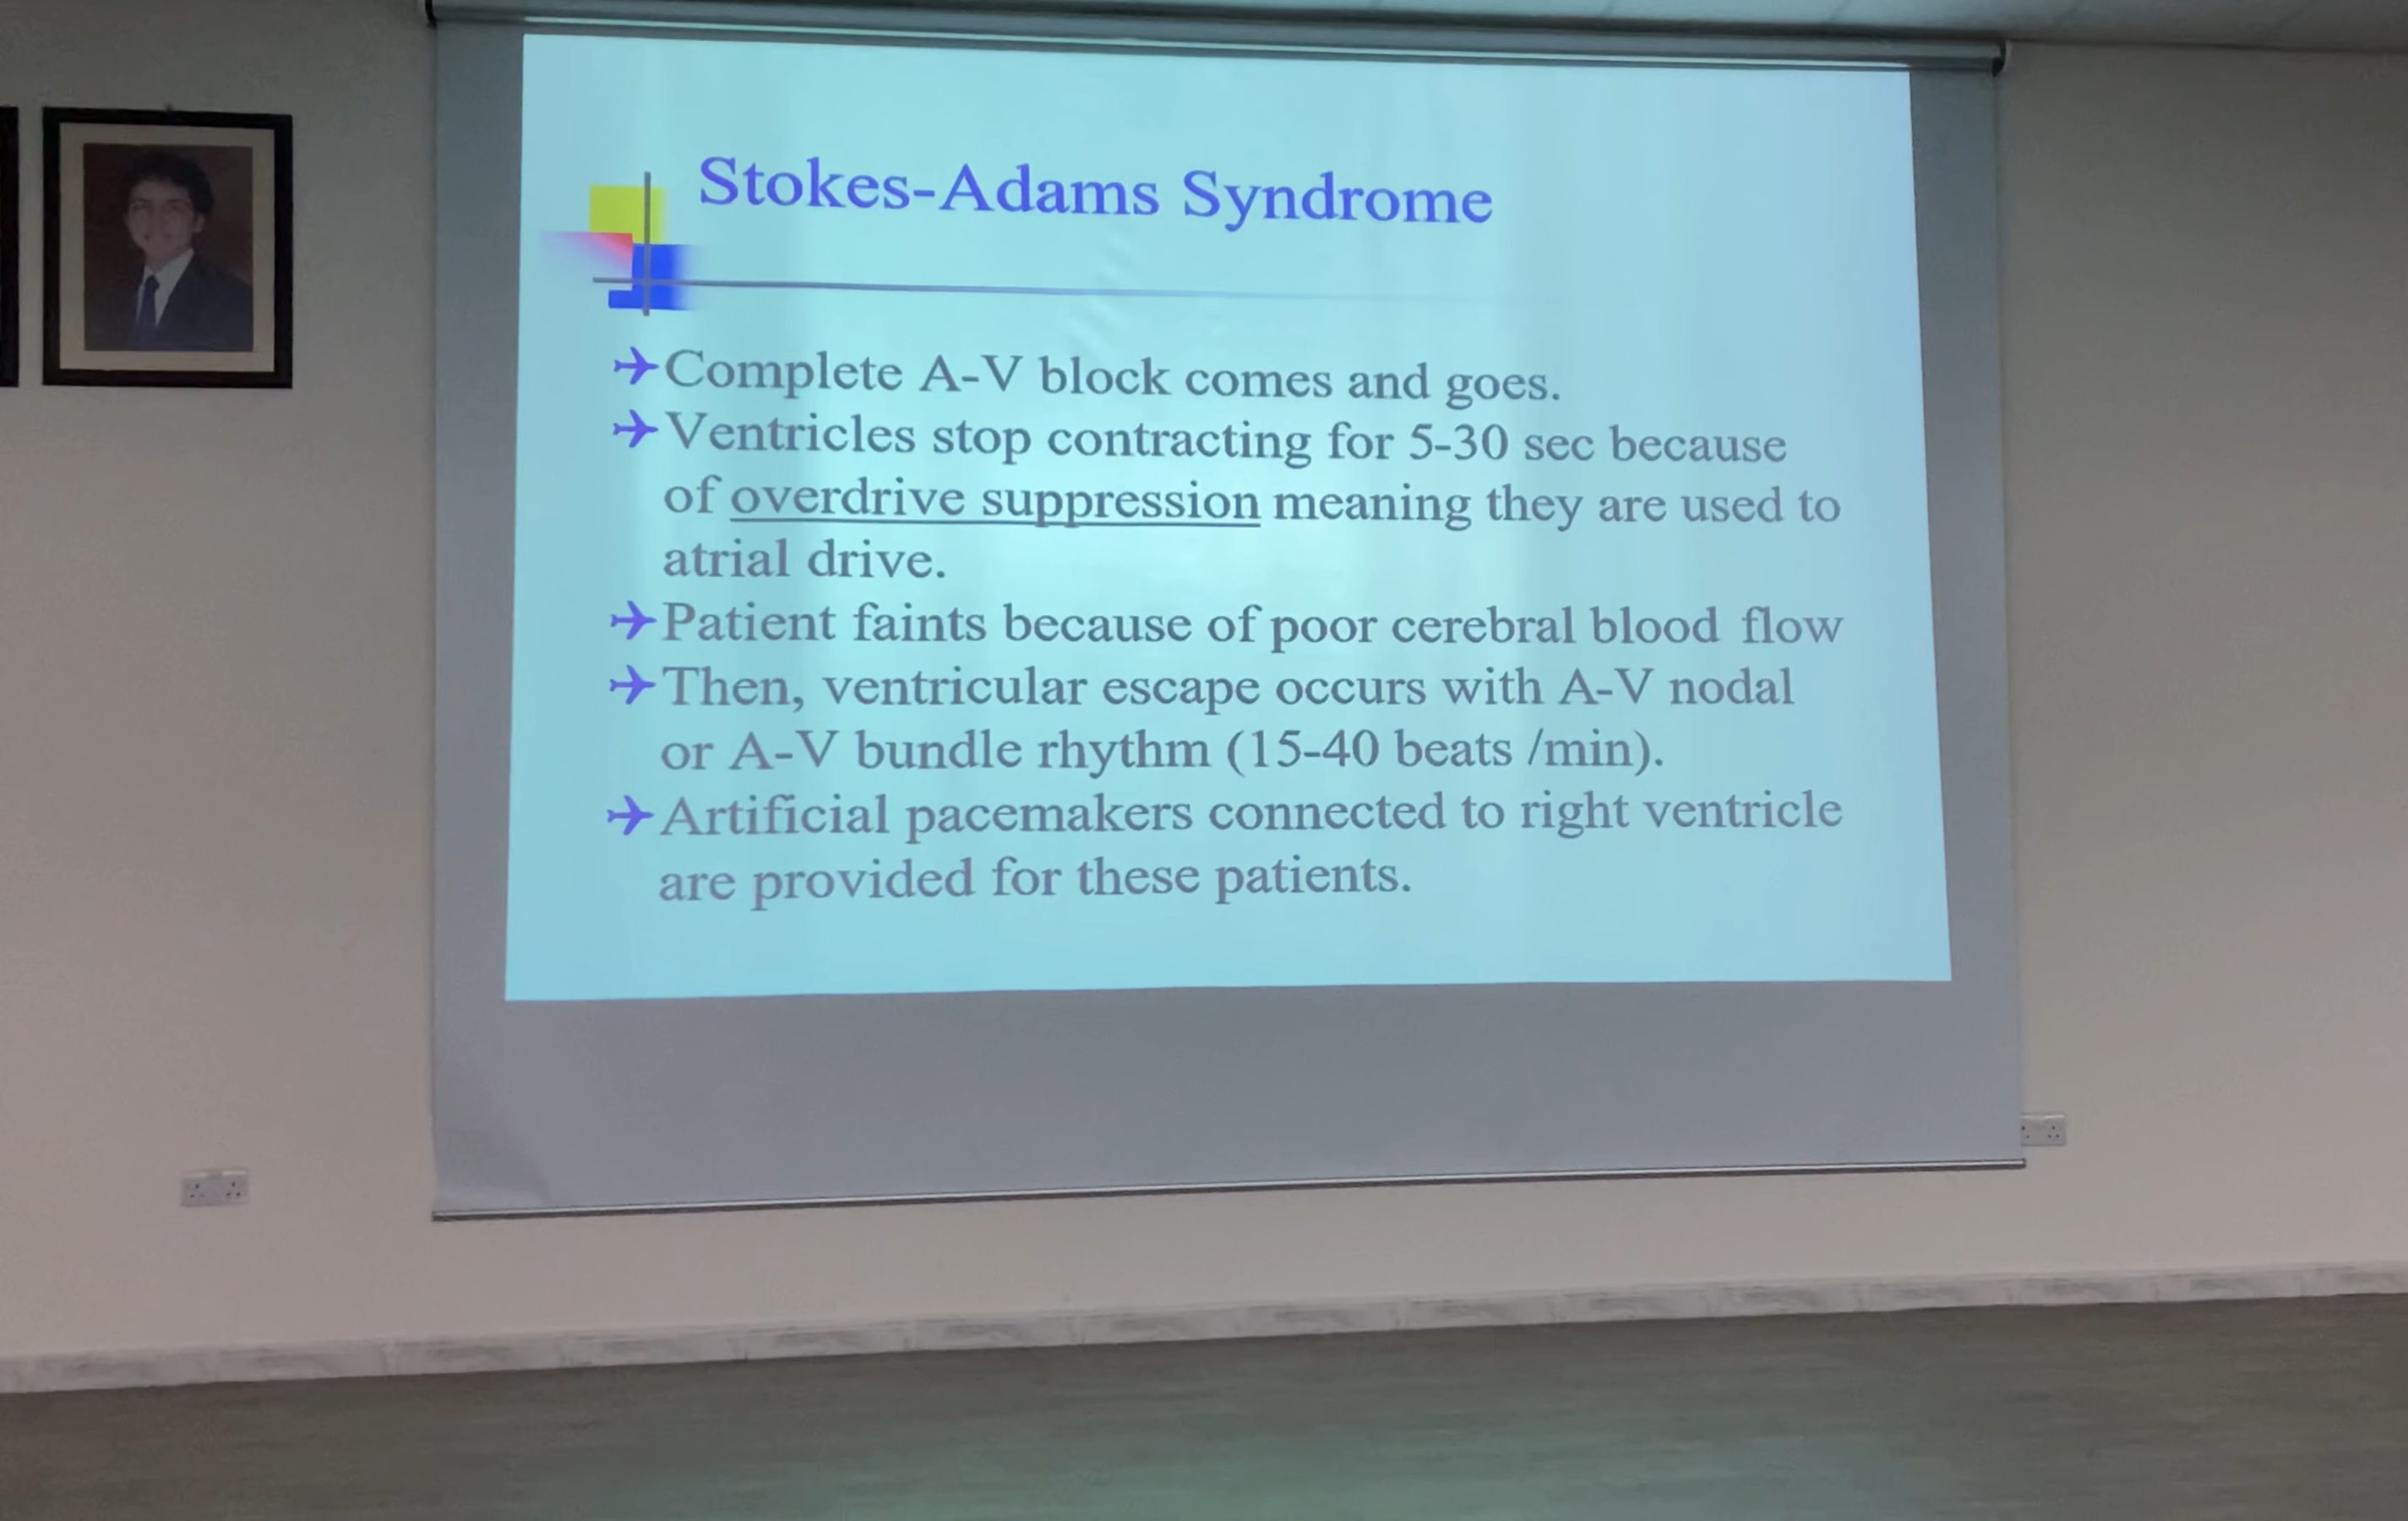 Stokes-Adams Syndrome
Complete A-V block comes and goes.
Ventricles stop contracting for 5-30 sec because
of overdrive suppression meaning they are used to
atrial drive.
Patient faints because of poor cerebral blood flow
Then, ventricular escape occurs with A-V nodal
or A-V bundle rhythm (15-40 beats /min).
Artificial pacemakers connected to right ventricle
are provided for these patients.